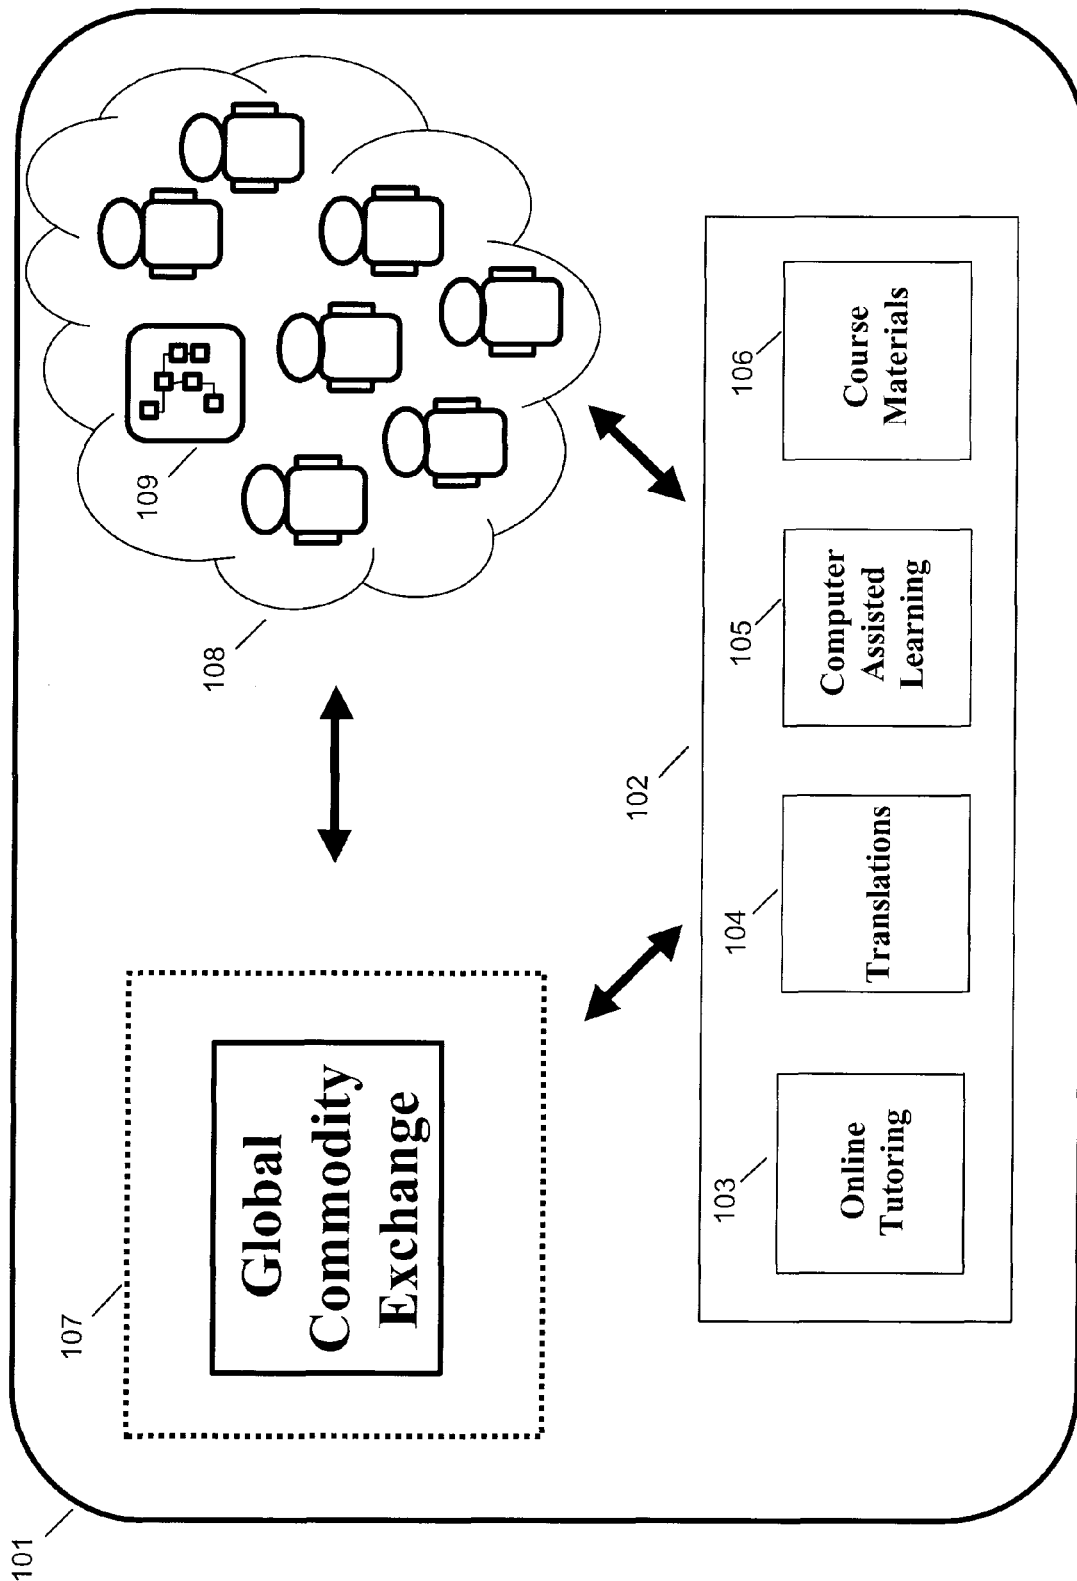 101
107
Global
Commodity
Exchange
108
109
102
103
Online
Tutoring
104
Translations
105
Computer
Assisted
Learning
106
Course
Materials